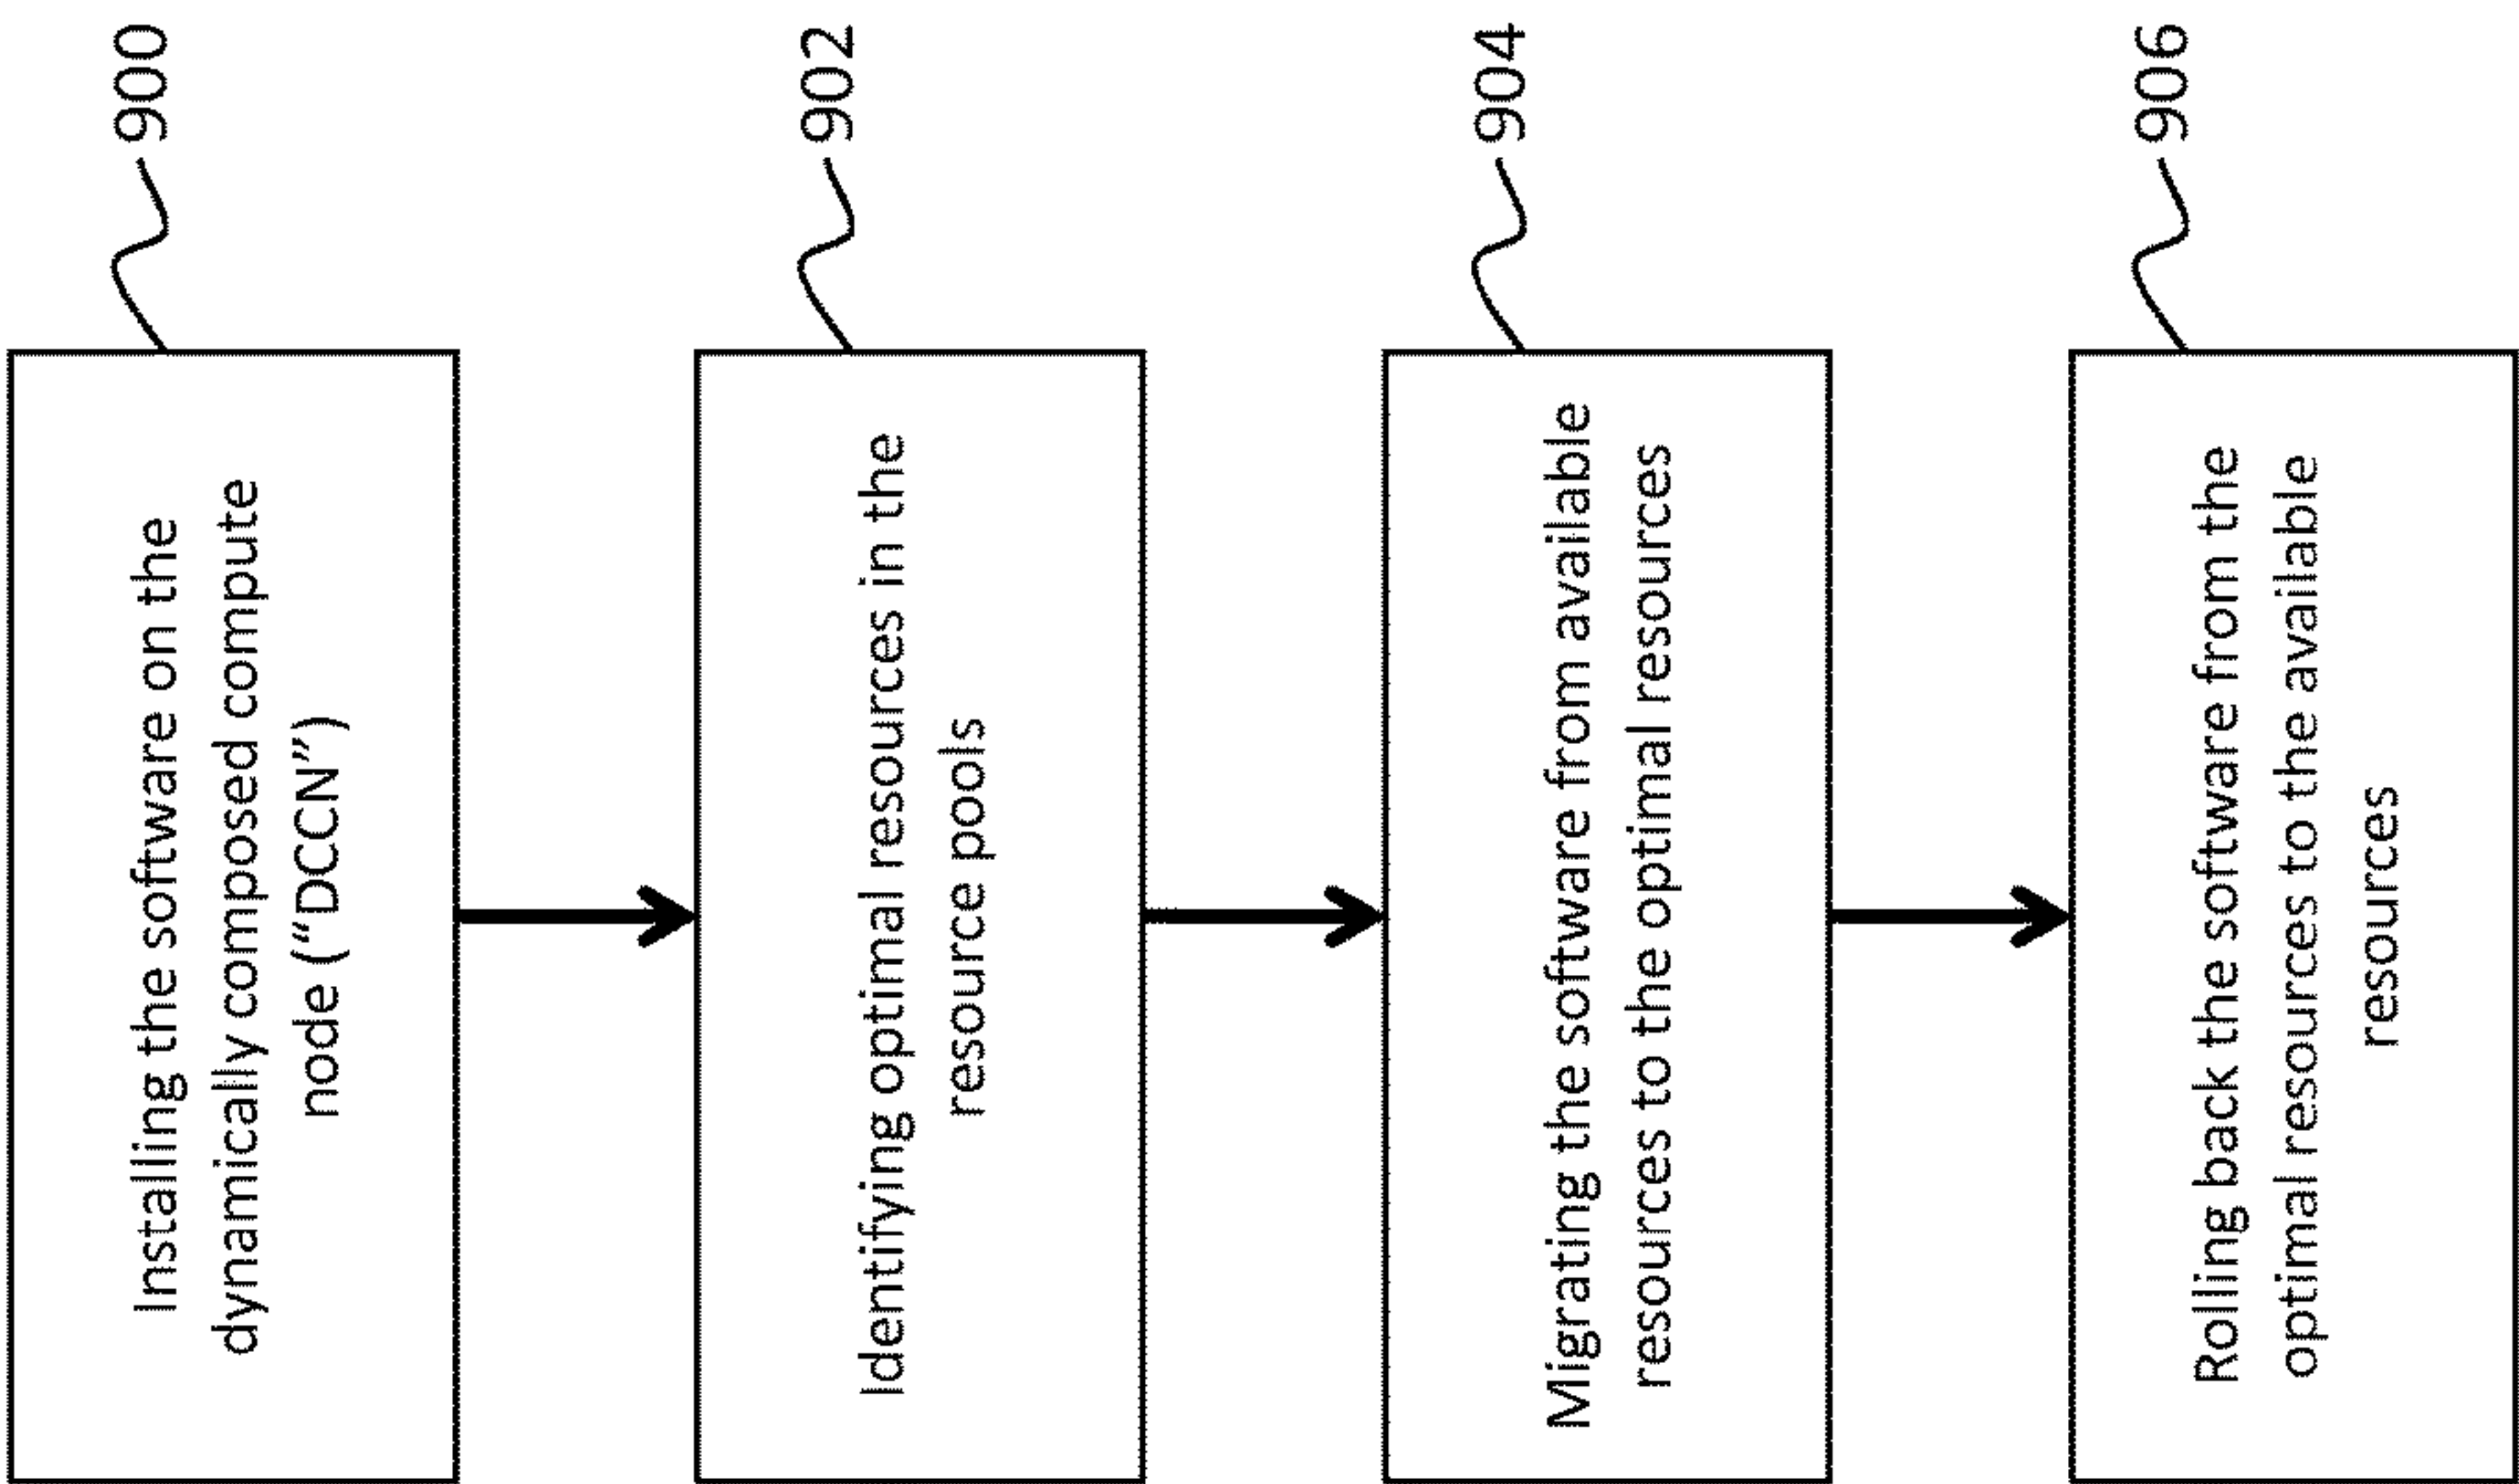 Installing the software on the
dynamically composed compute
node (“DCCN”)
900
Identifying optimal resources in the
resource pools
902
Migrating the software from available
resources to the optimal resources
904
Rolling back the software from the
optimal resources to the available
resources
906